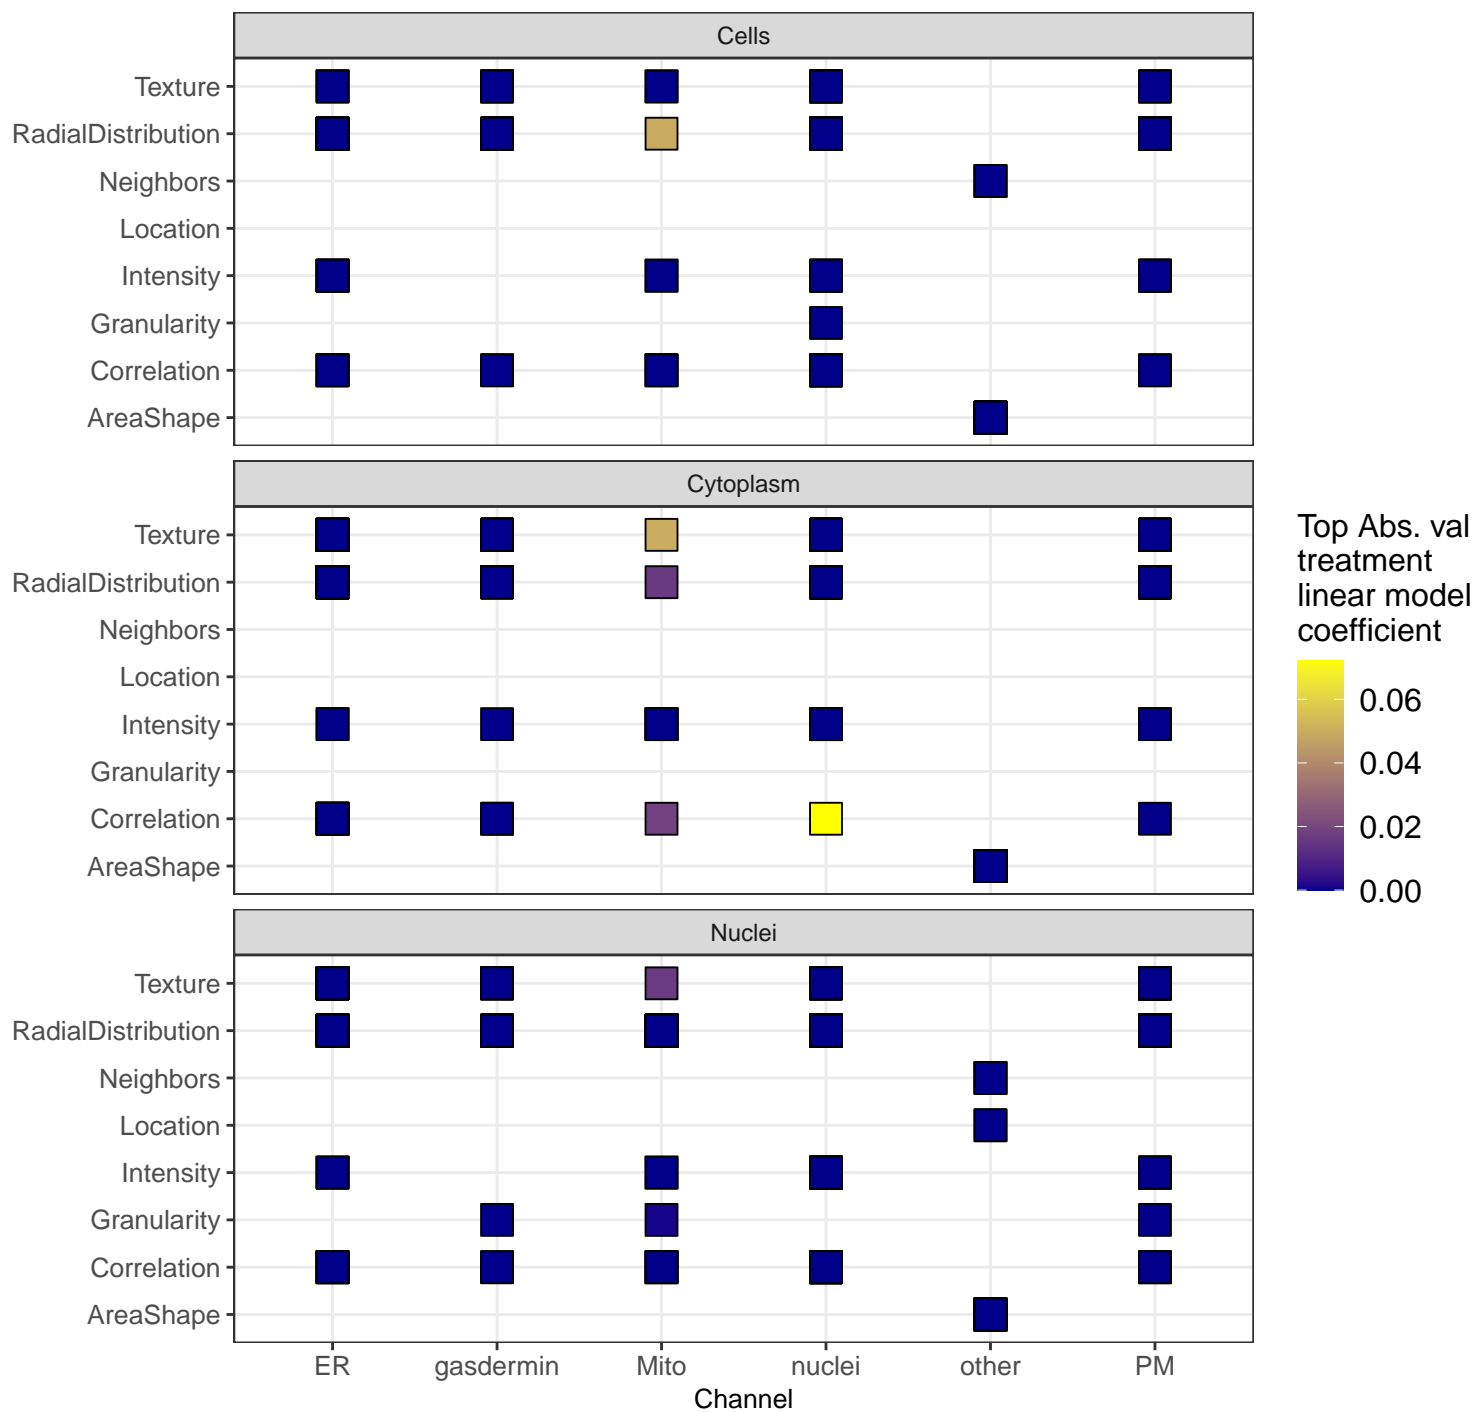 Cells
Texture
RadialDistribution
Neighbors
Location
Intensity
Granularity
Correlation
AreaShape
Cytoplasm
Texture
RadialDistribution
Neighbors
Location
Intensity
Granularity
Correlation
AreaShape
Nuclei
Texture
RadialDistribution
Neighbors
Location
Intensity
Granularity
Correlation
AreaShape
ER gasdermin Mito nuclei other PM
Channel
Top Abs. val
treatment
linear model
coefficient
0.06
0.04
0.02
0.00